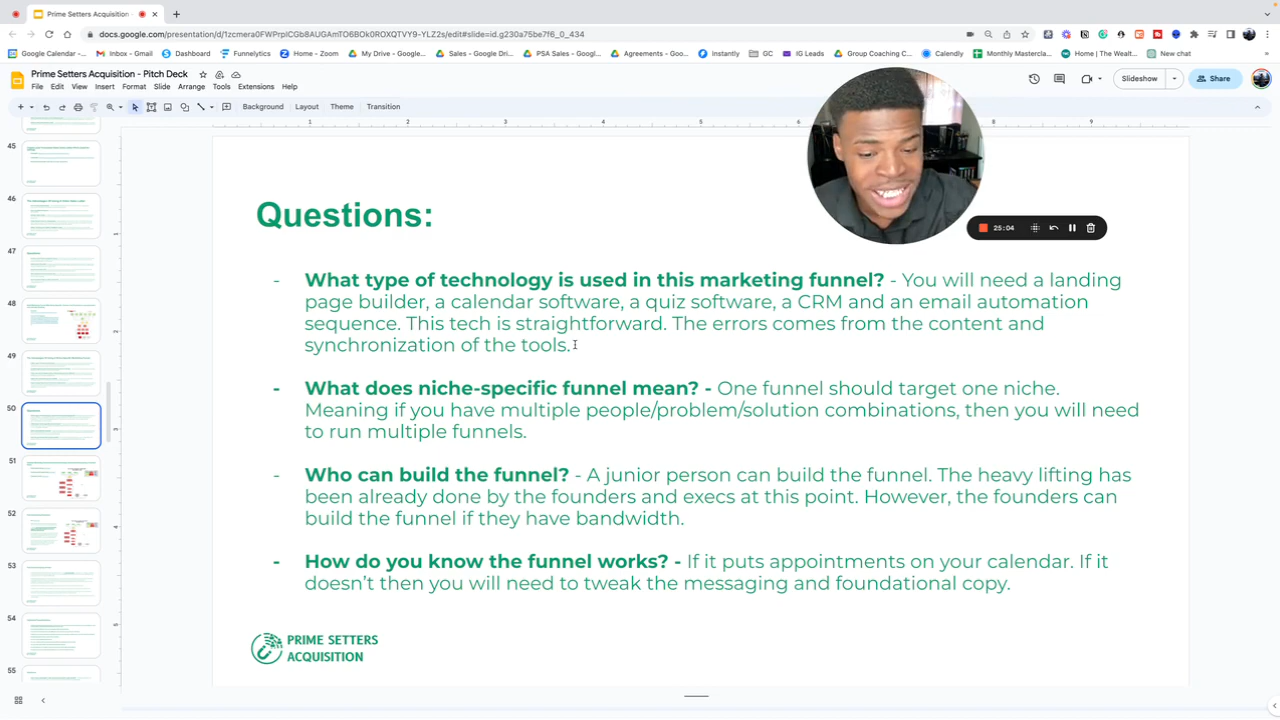 Prime Setters Acquisition
docs.google.com/presentation/d/1zcmera0FWPrpICGb8AUGAmTO6BOk0ROXQTVY9-YLZ2s/edit#slide=id.g230a75be7f6_0_434
Google Calendar -... Inbox - Gmail Dashboard Funnelytics Home - Zoom My Drive - Google... Sales - Google Dri... PSA Sales - Googl... Agreements - Goo... Instantly GC IG Leads Group Coaching C... Calendly Monthly Mastercla... Home | The Wealt... New chat
Prime Setters Acquisition - Pitch Deck
File Edit View Insert Format Slide Arrange Tools Extensions Help
Slideshow Share
Background Layout Theme Transition
1 2 3 4 5 6 7 8 9
45
46
47
48
49
50
51
52
53
54
55
25:04
Questions:
- What type of technology is used in this marketing funnel? - You will need a landing
page builder, a calendar software, a quiz software, a CRM and an email automation
sequence. This tech is straightforward. The errors comes from the content and
synchronization of the tools.
- What does niche-specific funnel mean? - One funnel should target one niche.
Meaning if you have multiple people/problem/solution combinations, then you will need
to run multiple funnels.
- Who can build the funnel? - A junior person can build the funnel. The heavy lifting has
been already done by the founders and execs at this point. However, the founders can
build the funnel if they have bandwidth.
- How do you know the funnel works? - If it puts appointments on your calendar. If it
doesn't then you will need to tweak the messaging and foundational copy.
PRIME SETTERS
ACQUISITION